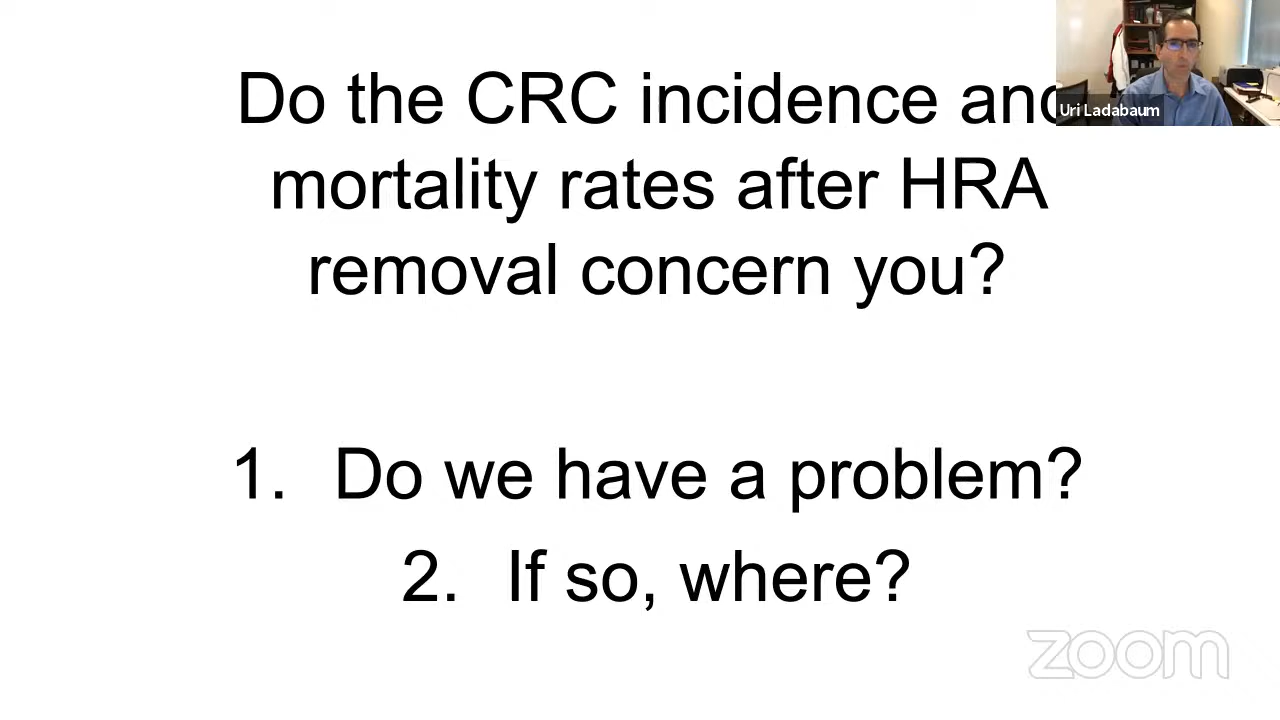 Do the CRC incidence and
mortality rates after HRA
removal concern you?
1. Do we have a problem?
2. If so, where?
Uri Ladabaum
zoom